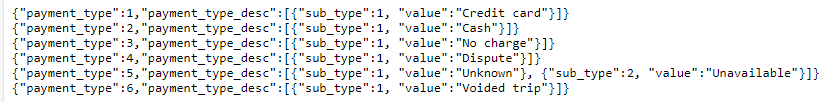 {"payment_type":1,"payment_type_desc":[{"sub_type":1, "value":"Credit card"}]}
{"payment_type":2,"payment_type_desc":[{"sub_type":1, "value":"Cash"}]}
{"payment_type":3,"payment_type_desc":[{"sub_type":1, "value":"No charge"}]}
{"payment_type":4,"payment_type_desc":[{"sub_type":1, "value":"Dispute"}]}
{"payment_type":5,"payment_type_desc":[{"sub_type":1, "value":"Unknown"}, {"sub_type":2, "value":"Unavailable"}]}
{"payment_type":6,"payment_type_desc":[{"sub_type":1, "value":"Voided trip"}]}